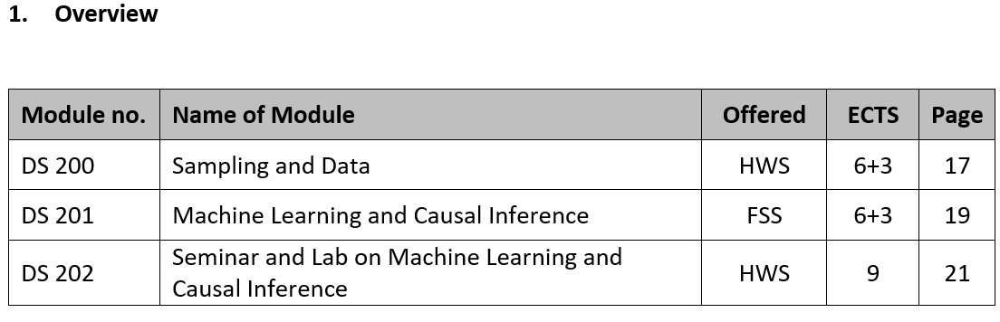 1. Overview
Module no. Name of Module Offered ECTS Page
DS 200 Sampling and Data HWS 6+3 17
DS 201 Machine Learning and Causal Inference FSS 6+3 19
DS 202 Seminar and Lab on Machine Learning and
Causal Inference HWS 9 21